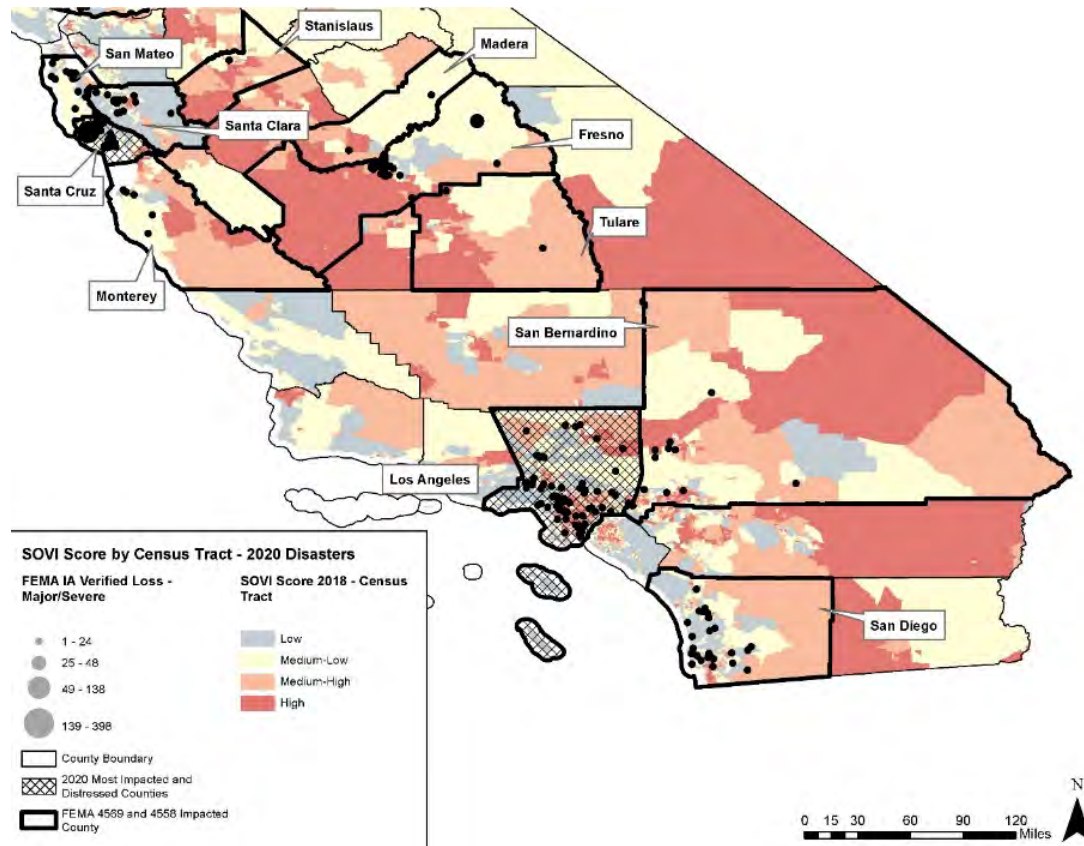 Stanislaus
Madera
San Mateo
Santa Clara
Fresno
Santa Cruz
Tulare
Monterey
San Bernardino
Los Angeles
San Diego
SOVI Score by Census Tract - 2020 Disasters
FEMA IA Verified Loss -
Major/Severe
1 - 24
25 - 48
49 - 138
139 - 398
SOVI Score 2018 - Census
Tract
Low
Medium-Low
Medium-High
High
County Boundary
2020 Most Impacted and
Distressed Counties
FEMA 4569 and 4558 Impacted
County
N
0 15 30 60 90 120
Miles